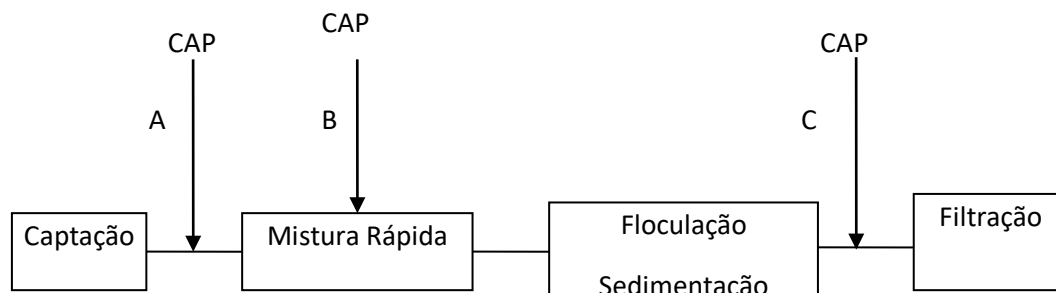 CAP
CAP
CAP
A
B
C
Captação
Mistura Rápida
Floculação
Sedimentação
Filtração